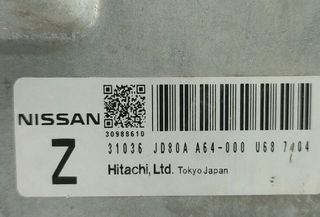 NISSAN
30988610
Z
31036 JD80A A64-000 U68 7404
Hitachi, Ltd. Tokyo Japan